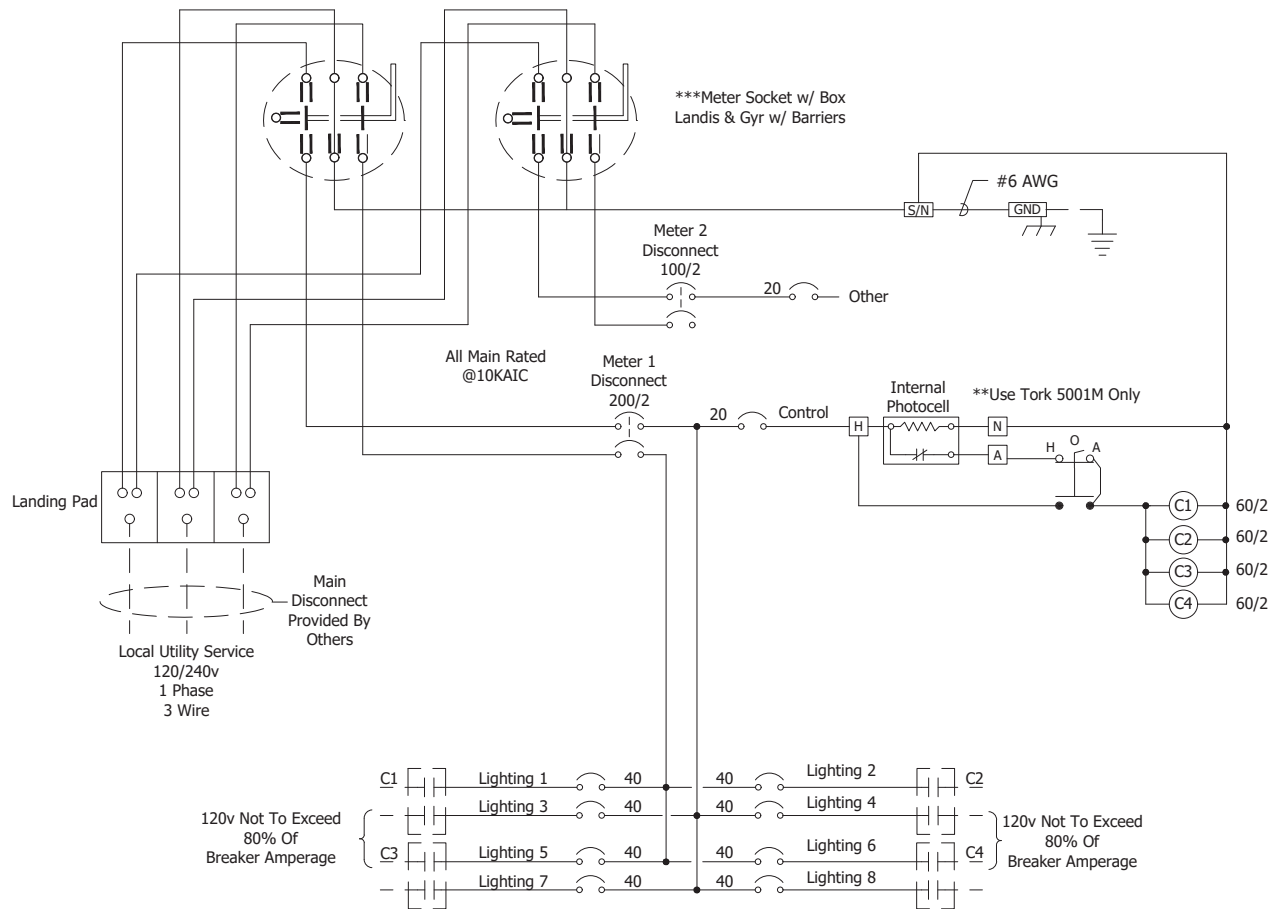 ***Meter Socket w/ Box
Landis & Gyr w/ Barriers
#6 AWG
S/N
GND
Meter 2
Disconnect
100/2
20
Other
All Main Rated
@10KAIC
Meter 1
Disconnect
200/2
20
Control
H
Internal
Photocell
**Use Tork 5001M Only
N
A
H O A
Landing Pad
C1 60/2
C2 60/2
C3 60/2
C4 60/2
Main
Disconnect
Provided By
Others
Local Utility Service
120/240v
1 Phase
3 Wire
C1 Lighting 1 40 40 Lighting 2 C2
Lighting 3 40 40 Lighting 4
120v Not To Exceed
80% Of
Breaker Amperage
120v Not To Exceed
80% Of
Breaker Amperage
C3 Lighting 5 40 40 Lighting 6 C4
Lighting 7 40 40 Lighting 8